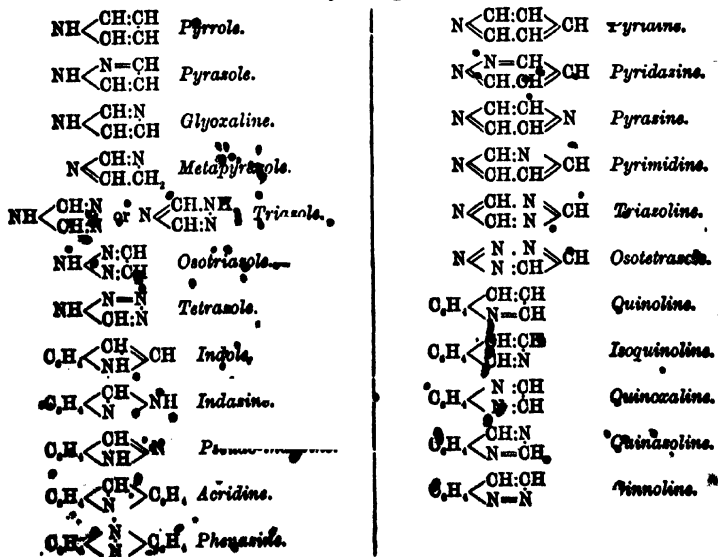 NH<CH:CH CH:CH Pyrrole.
NH<N=CH CH:CH Pyrazole.
NH<CH:N CH:CH Glyoxaline.
N<CH:N CH.CH₂ Metapyrazole.
NH<CH:N CH:N or N<CH.NH CH:N Triazole.
NH<N:CH N:CH Osotriazole.
NH<N=N CH:N Tetrazole.
C₆H₄<CH NH>CH Indole.
C₆H₄<CH N>NH Indazine.
C₆H₄<CH NH>N
C₆H₄<CH N>C₆H₄ Acridine.
C₆H₄<N N>C₆H₄ Phenazine.
N<CH:CH CH.CH>CH
N<N=CH CH.CH>CH Pyridazine.
N<CH:CH CH.CH>N Pyrazine.
N<CH:N CH.CH>CH Pyrimidine.
N<CH.N CH:N>CH Triazoline.
N<N.N N:CH>CH
C₆H₄<CH:CH N=CH Quinoline.
C₆H₄<CH:CH CH:N Isoquinoline.
C₆H₄<N:CH N:CH Quinoxaline.
C₆H₄<CH:N N=CH Quinazoline.
C₆H₄<CH:CH N=N